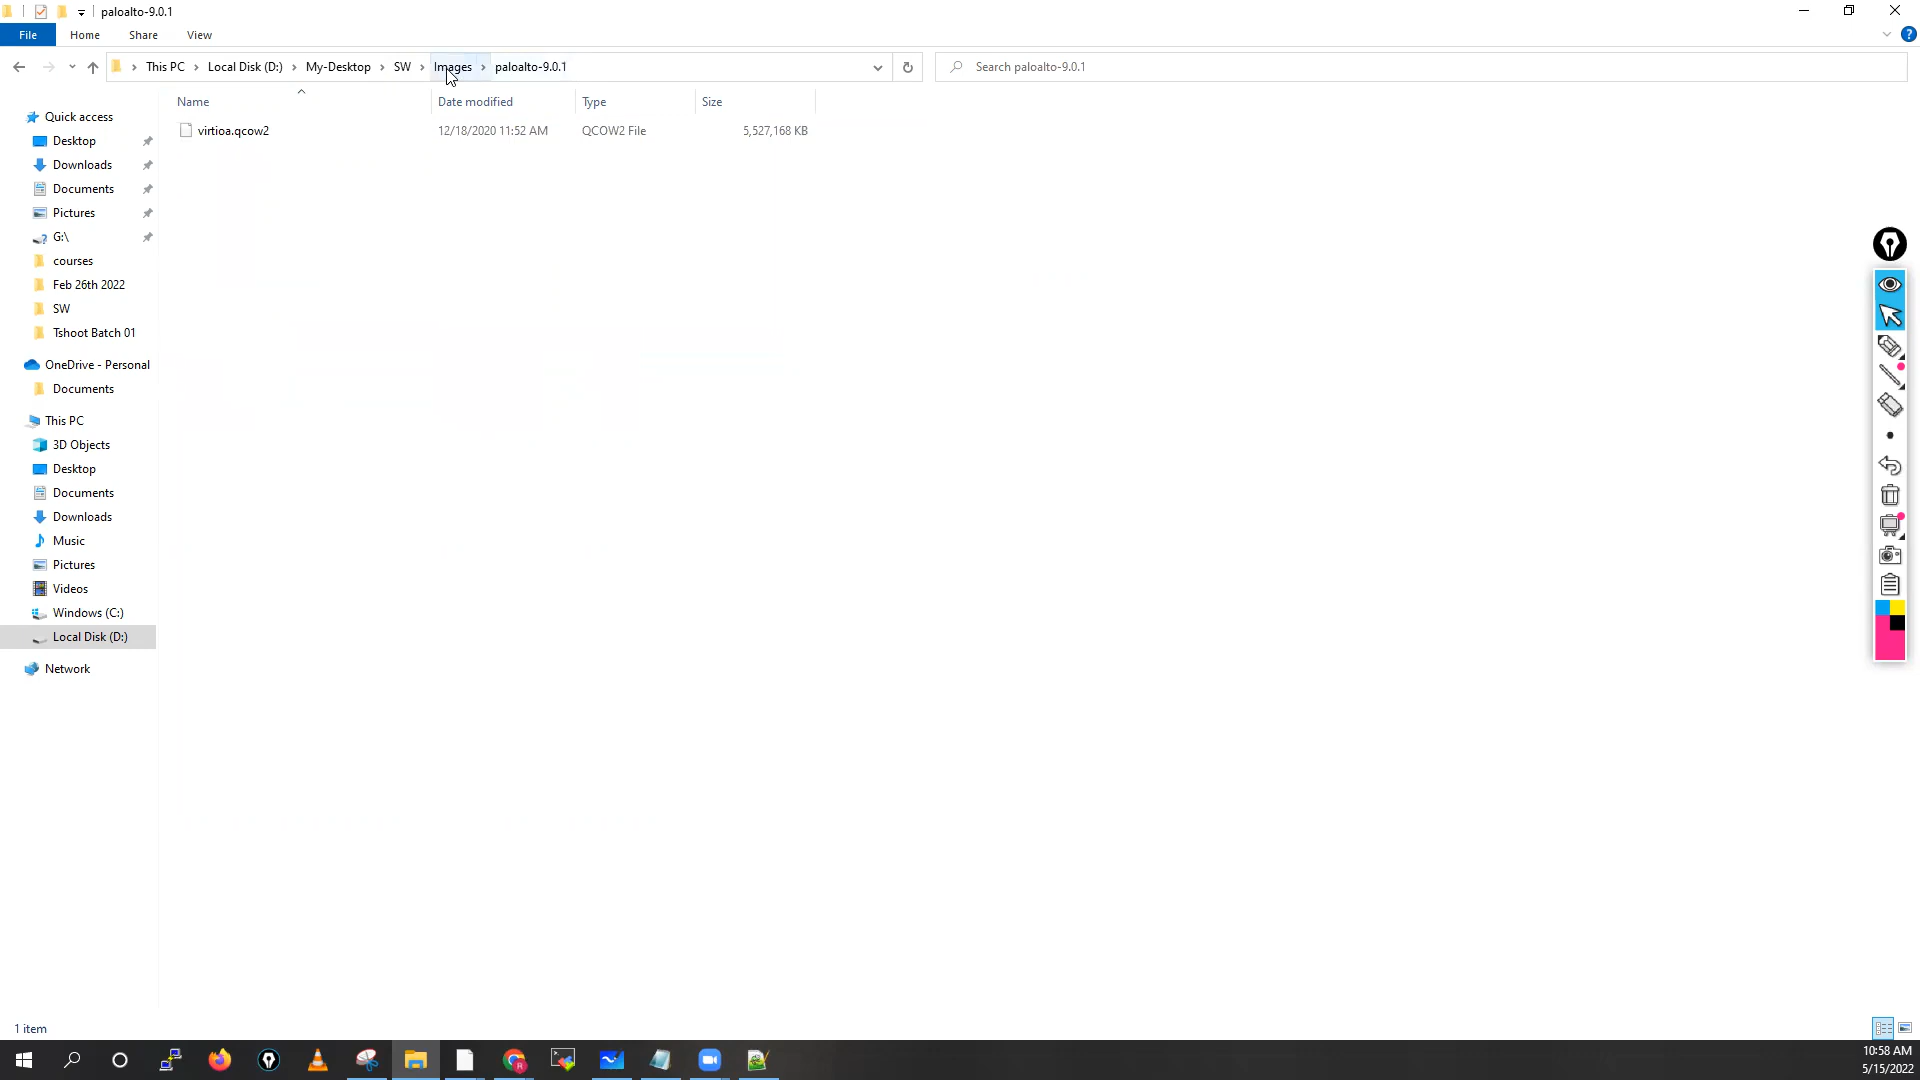 paloalto-9.0.1
File Home Share View
This PC Local Disk (D:) My-Desktop SW Images paloalto-9.0.1
Search paloalto-9.0.1
Name Date modified Type Size
virtioa.qcow2 12/18/2020 11:52 AM QCOW2 File 5,527,168 KB
Quick access
Desktop
Downloads
Documents
Pictures
G:\
courses
Feb 26th 2022
SW
Tshoot Batch 01
OneDrive - Personal
Documents
This PC
3D Objects
Desktop
Documents
Downloads
Music
Pictures
Videos
Windows (C:)
Local Disk (D:)
Network
1 item
10:58 AM
5/15/2022